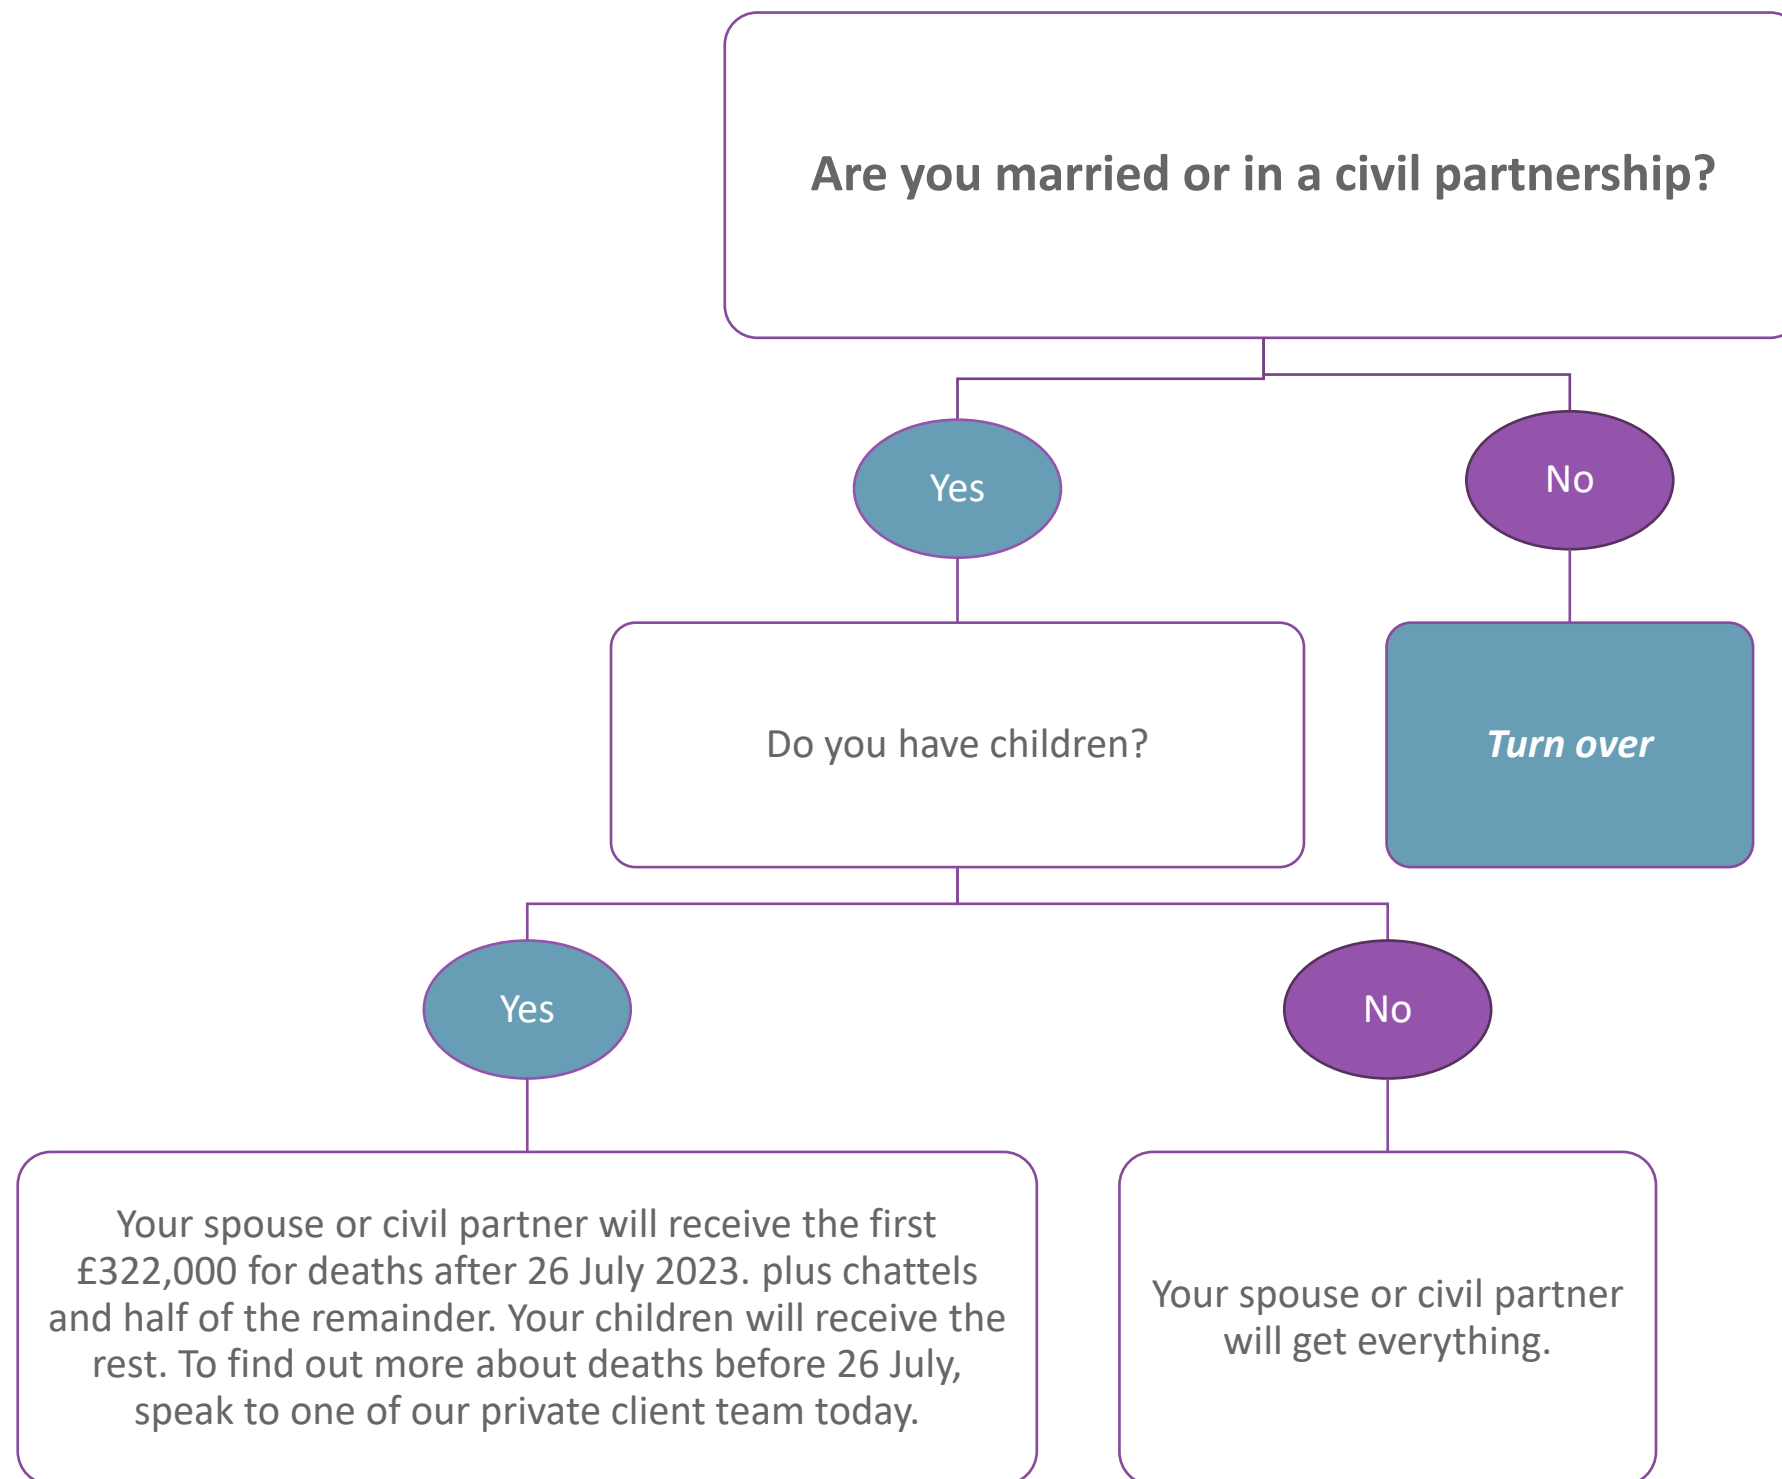 Are you married or in a civil partnership?
Yes
No
Do you have children?
Turn over
Yes
No
Your spouse or civil partner will receive the first
£322,000 for deaths after 26 July 2023. plus chattels
and half of the remainder. Your children will receive the
rest. To find out more about deaths before 26 July,
speak to one of our private client team today.
Your spouse or civil partner
will get everything.